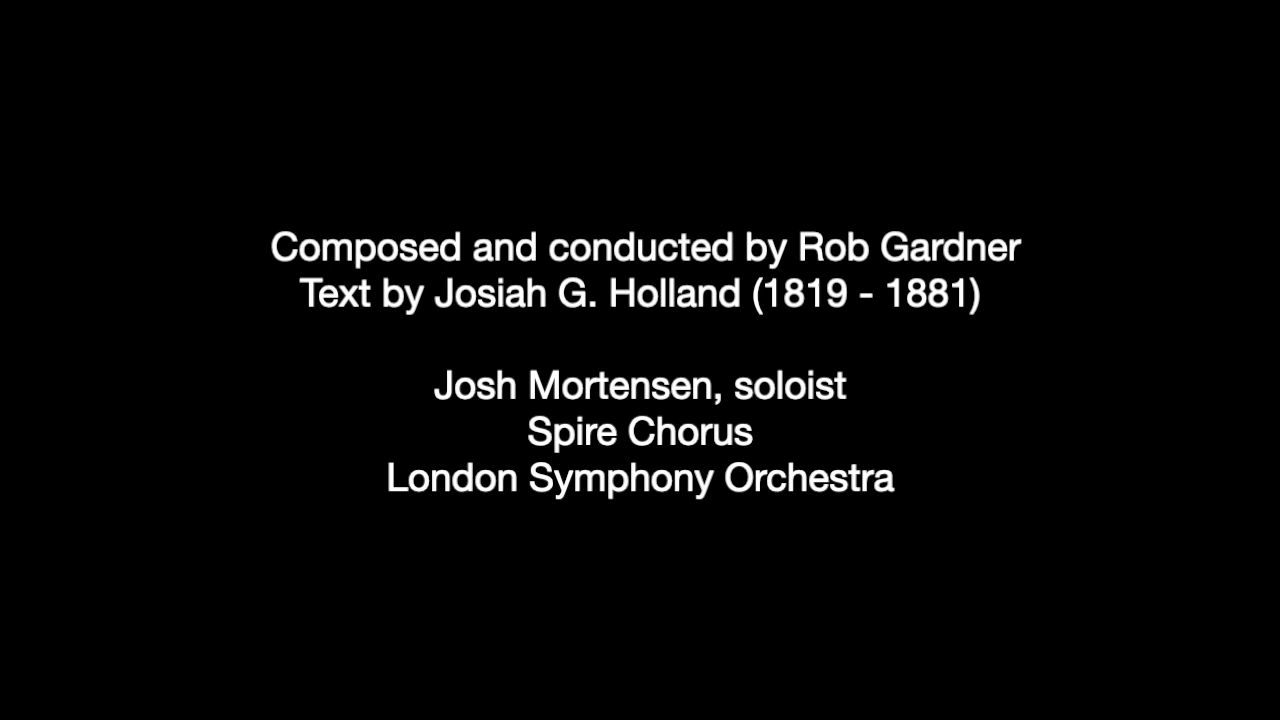 Composed and conducted by Rob Gardner
Text by Josiah G. Holland (1819 - 1881)
Josh Mortensen, soloist
Spire Chorus
London Symphony Orchestra